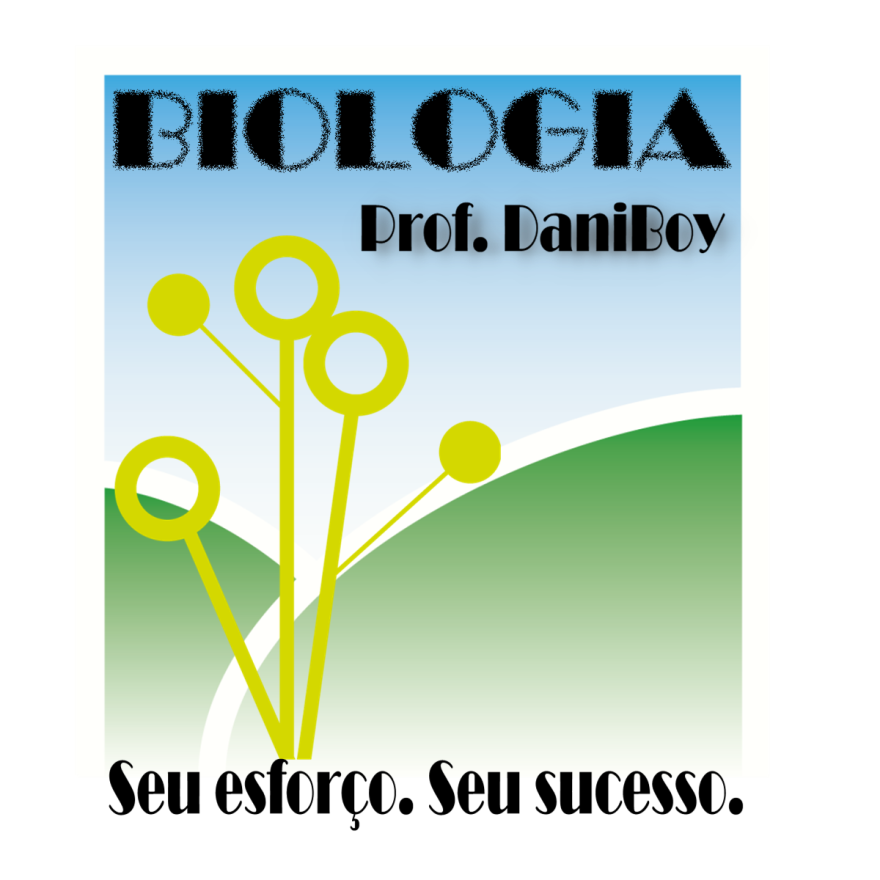 BIOLOGIA
Prof. DaniBoy
Seu esforço. Seu sucesso.